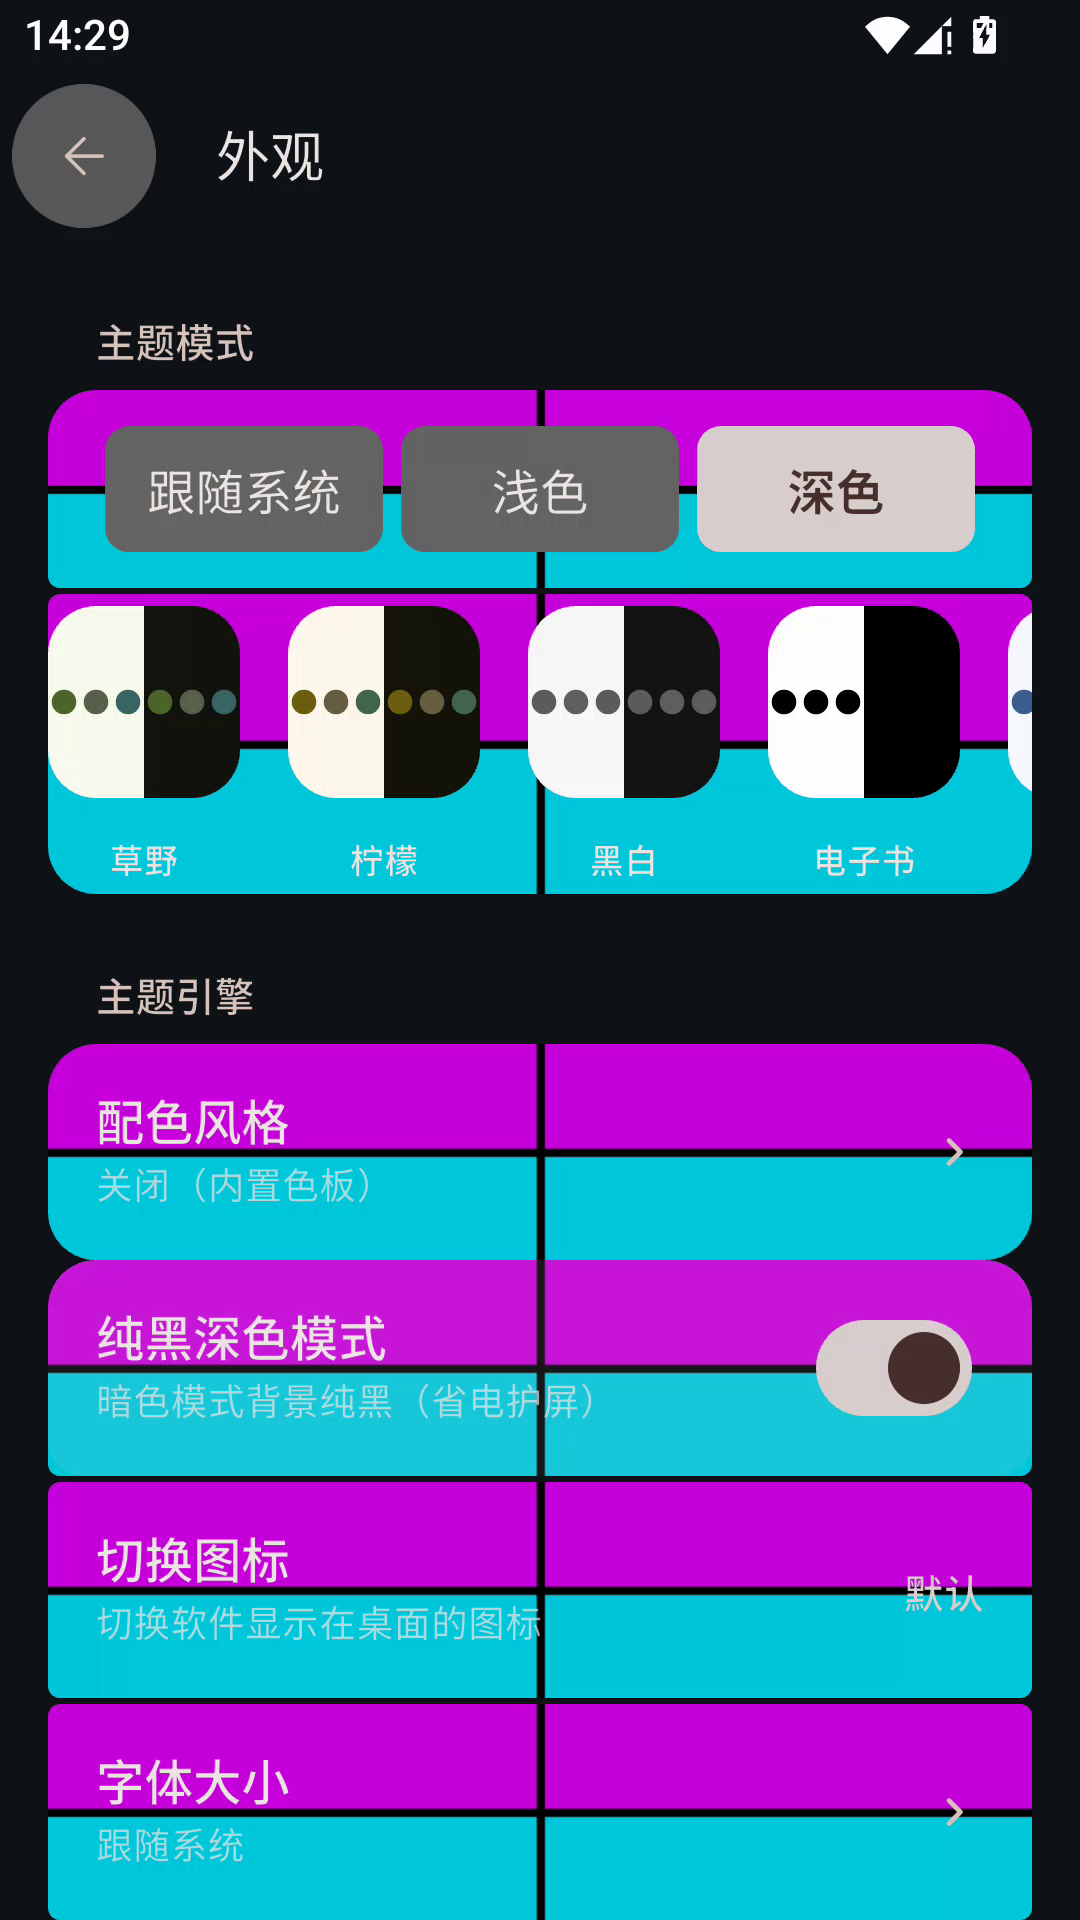 14:29
外观
主题模式
跟随系统
浅色
深色
草野
柠檬
黑白
电子书
主题引擎
配色风格
关闭（内置色板）
纯黑深色模式
暗色模式背景纯黑（省电护屏）
切换图标
切换软件显示在桌面的图标
默认
字体大小
跟随系统